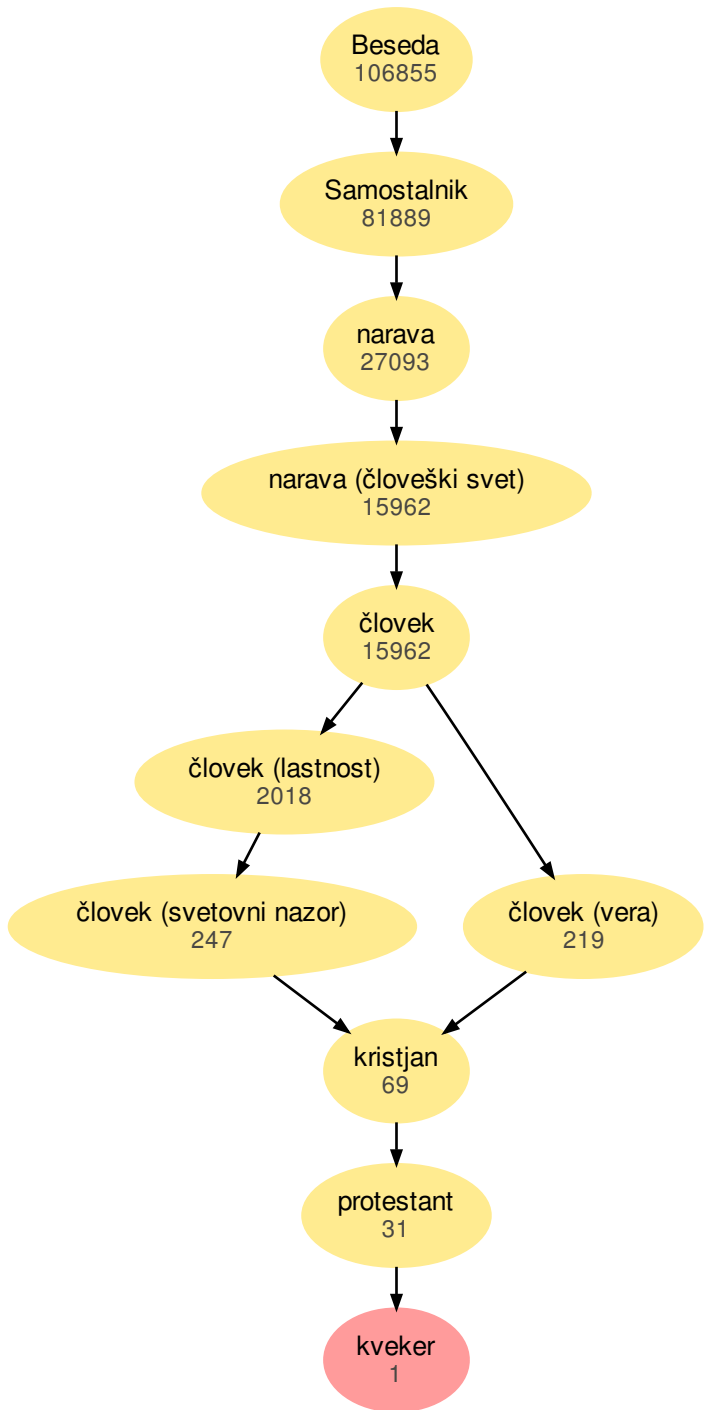 Beseda
106855
Samostalnik
81889
narava
27093
narava (človeški svet)
15962
človek
15962
človek (lastnost)
2018
človek (svetovni nazor)
247
človek (vera)
219
kristjan
69
protestant
31
kveker
1